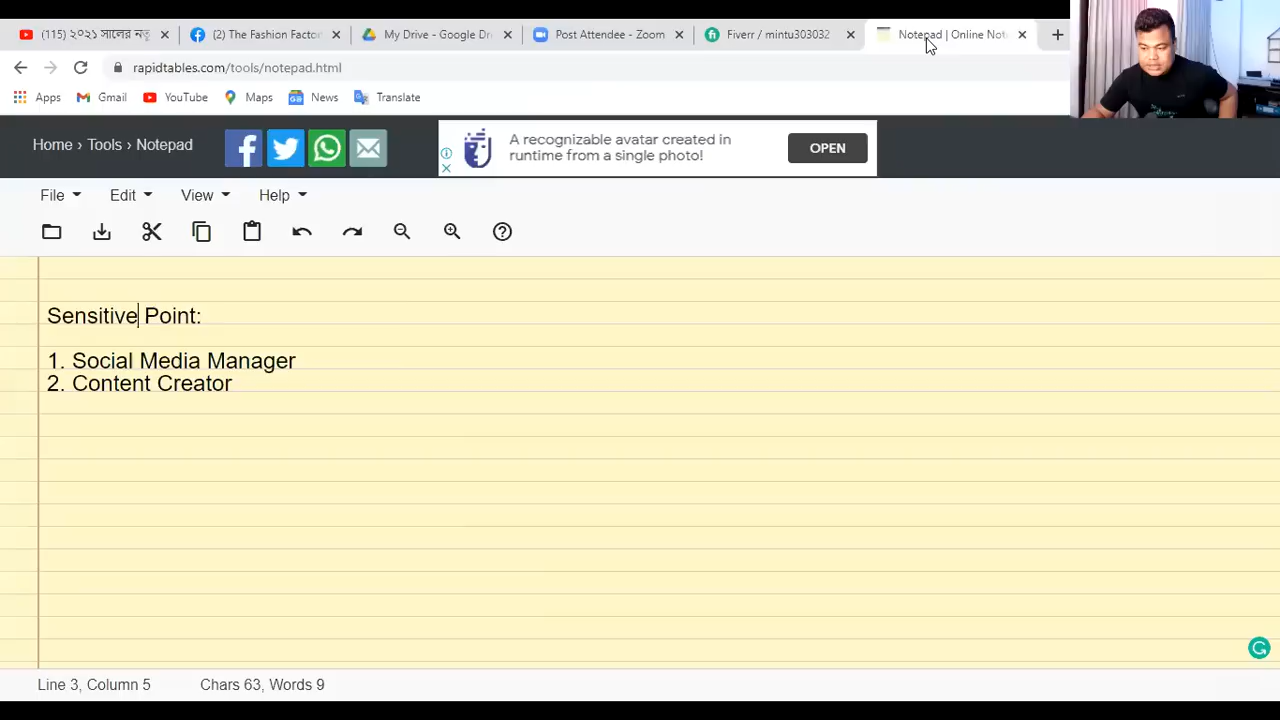 (115) ২০২১ সালের নতু
(2) The Fashion Factor
My Drive - Google Dr
Post Attendee - Zoom
Fiverr / mintu303032
Notepad | Online Not
rapidtables.com/tools/notepad.html
Apps
Gmail
YouTube
Maps
News
Translate
Home › Tools › Notepad
A recognizable avatar created in
runtime from a single photo!
OPEN
File
Edit
View
Help
Sensitive Point:
1. Social Media Manager
2. Content Creator
Line 3, Column 5
Chars 63, Words 9